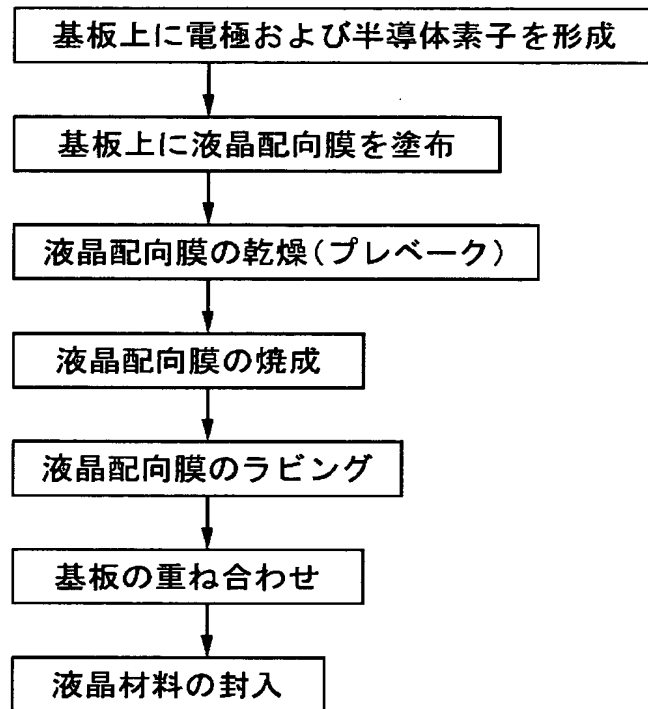 基板上に電極および半導体素子を形成
基板上に液晶配向膜を塗布
液晶配向膜の乾燥(プレベーク)
液晶配向膜の焼成
液晶配向膜のラビング
基板の重ね合わせ
液晶材料の封入